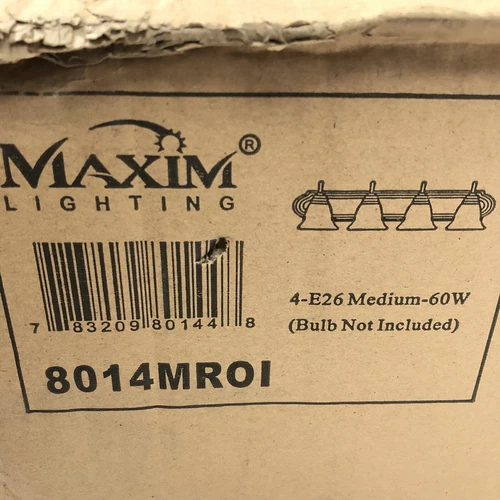 MAXIM®
LIGHTING
7 83209 80144 8
8014MROI
4-E26 Medium-60W
(Bulb Not Included)